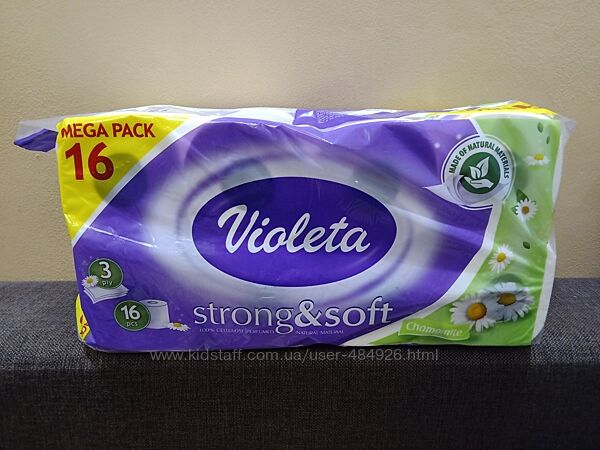 MEGA PACK
16
MADE OF NATURAL MATERIALS
Violeta
3
ply
16
pcs
strong&soft
100% CELLULOSE PERFUMED NATURAL MATERIAL
Chamomile
www.kidstaff.com.ua/user-484926.html